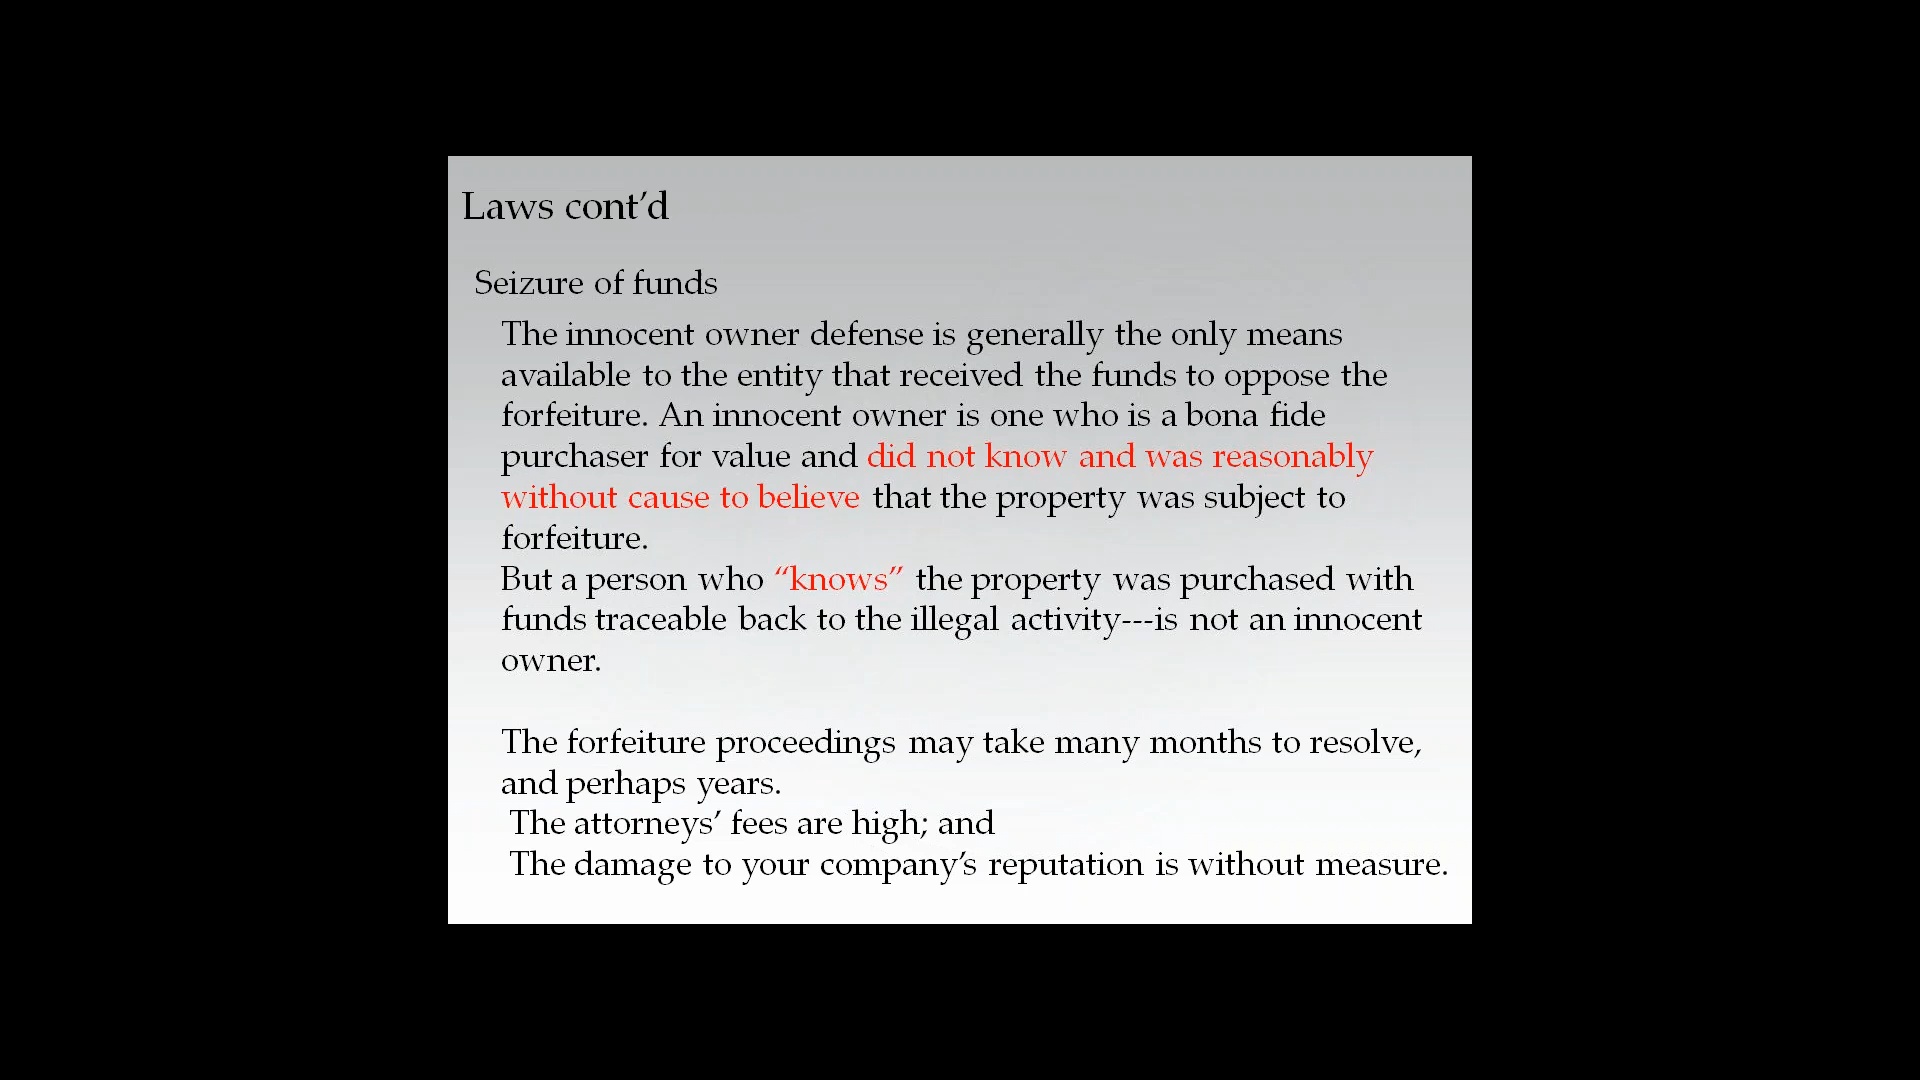 Laws cont’d
Seizure of funds
The innocent owner defense is generally the only means
available to the entity that received the funds to oppose the
forfeiture. An innocent owner is one who is a bona fide
purchaser for value and did not know and was reasonably
without cause to believe that the property was subject to
forfeiture.
But a person who “knows” the property was purchased with
funds traceable back to the illegal activity---is not an innocent
owner.
The forfeiture proceedings may take many months to resolve,
and perhaps years.
The attorneys’ fees are high; and
The damage to your company’s reputation is without measure.